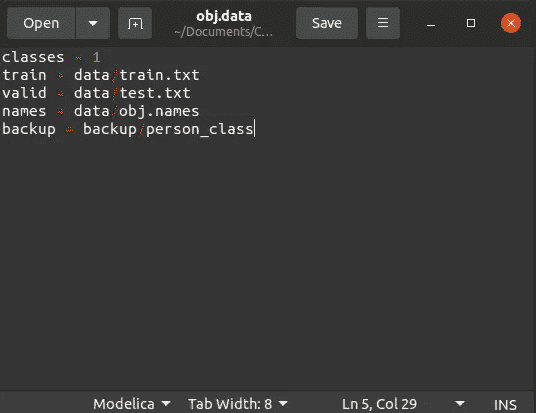 Open
obj.data
~/Documents/C...
Save
classes = 1
train = data/train.txt
valid = data/test.txt
names = data/obj.names
backup = backup/person_class
Modelica
Tab Width: 8
Ln 5, Col 29
INS